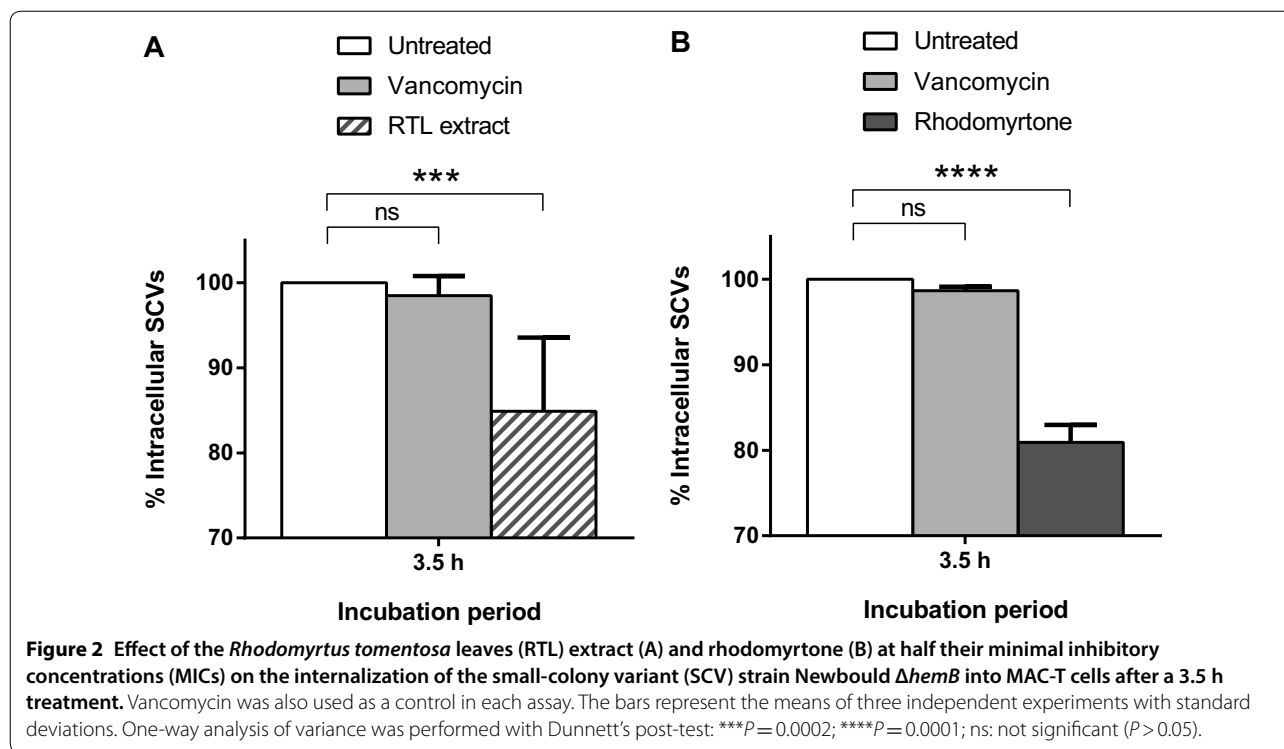 A
Untreated
Vancomycin
RTL extract
***
ns
% Intracellular SCVs
100
90
80
70
3.5 h
Incubation period
B
Untreated
Vancomycin
Rhodomyrtone
****
ns
% Intracellular SCVs
100
90
80
70
3.5 h
Incubation period
Figure 2 Effect of the Rhodomyrtus tomentosa leaves (RTL) extract (A) and rhodomyrtone (B) at half their minimal inhibitory
concentrations (MICs) on the internalization of the small-colony variant (SCV) strain Newbould ΔhemB into MAC-T cells after a 3.5 h
treatment. Vancomycin was also used as a control in each assay. The bars represent the means of three independent experiments with standard
deviations. One-way analysis of variance was performed with Dunnett’s post-test: ***P = 0.0002; ****P = 0.0001; ns: not significant (P > 0.05).